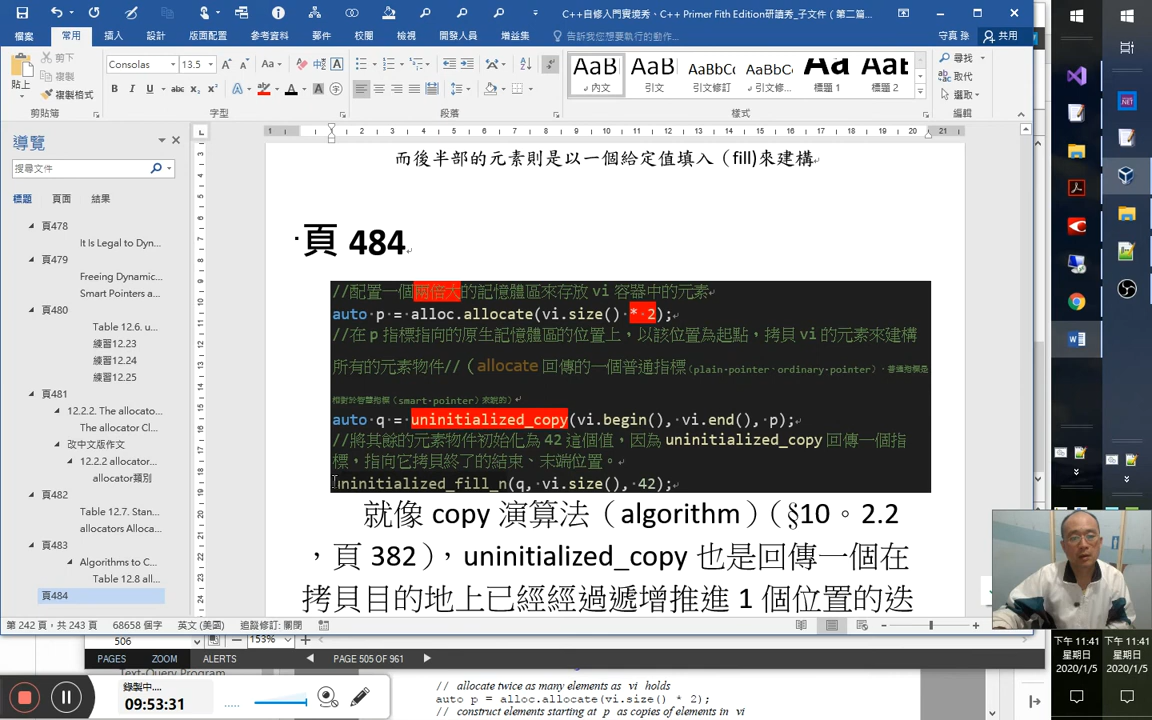 C++自修入門實境秀、C++ Primer Fifth Edition研讀秀_子文件（第二篇...
檔案 常用 插入 設計 版面配置 參考資料 郵件 校閱 檢視 開發人員 增益集 告訴我您想要執行的動作... 守真 孫 共用
貼上 剪下 複製 複製格式
Consolas 13.5
AaB AaBb AaBbC AaBbC AaB AaB
內文 引文 引文修訂 引文修.. 標題 1 標題 2
尋找 取代 選取
剪貼簿 字型 段落 樣式 編輯
導覽
搜尋文件
標題 頁面 結果
頁478
It Is Legal to Dyn...
頁479
Freeing Dynamic...
Smart Pointers a...
頁480
Table 12.6. u...
練習12.23
練習12.24
練習12.25
頁481
12.2.2. The allocato...
The allocator Cl...
改中文版作文
12.2.2 allocator...
allocator類別
頁482
Table 12.7. Stan...
allocators Alloca...
頁483
Algorithms to C...
Table 12.8 all...
頁484
而後半部的元素則是以一個給定值填入（fill)來建構
頁 484
//配置一個兩倍大的記憶體區來存放 vi 容器中的元素
auto p = alloc.allocate(vi.size() * 2);
//在 p 指標指向的原生記憶體區的位置上，以該位置為起點，拷貝 vi 的元素來建構
所有的元素物件//（allocate 回傳的一個普通指標(plain pointer、ordinary pointer)，普通指標是
相對於智慧指標（smart pointer）來說的）
auto q = uninitialized_copy(vi.begin(), vi.end(), p);
//將其餘的元素物件初始化為 42 這個值，因為 uninitialized_copy 回傳一個指
標，指向它拷貝終了的結束、末端位置。
uninitialized_fill_n(q, vi.size(), 42);
就像 copy 演算法（algorithm）（§10。2.2
，頁 382），uninitialized_copy 也是回傳一個在
拷貝目的地上已經經過遞增推進 1 個位置的迭
第 242 頁，共 243 頁 68658 個字 英文 (美國) 追蹤修訂: 關閉 153%
506
PAGES ZOOM ALERTS PAGE 505 OF 961
Text-Query Program
錄製中...
09:53:31
// allocate twice as many elements as vi holds
auto p = alloc.allocate(vi.size() * 2);
// construct elements starting at p as copies of elements in vi
下午 11:41
星期日
2020/1/5
下午 11:41
星期日
2020/1/5